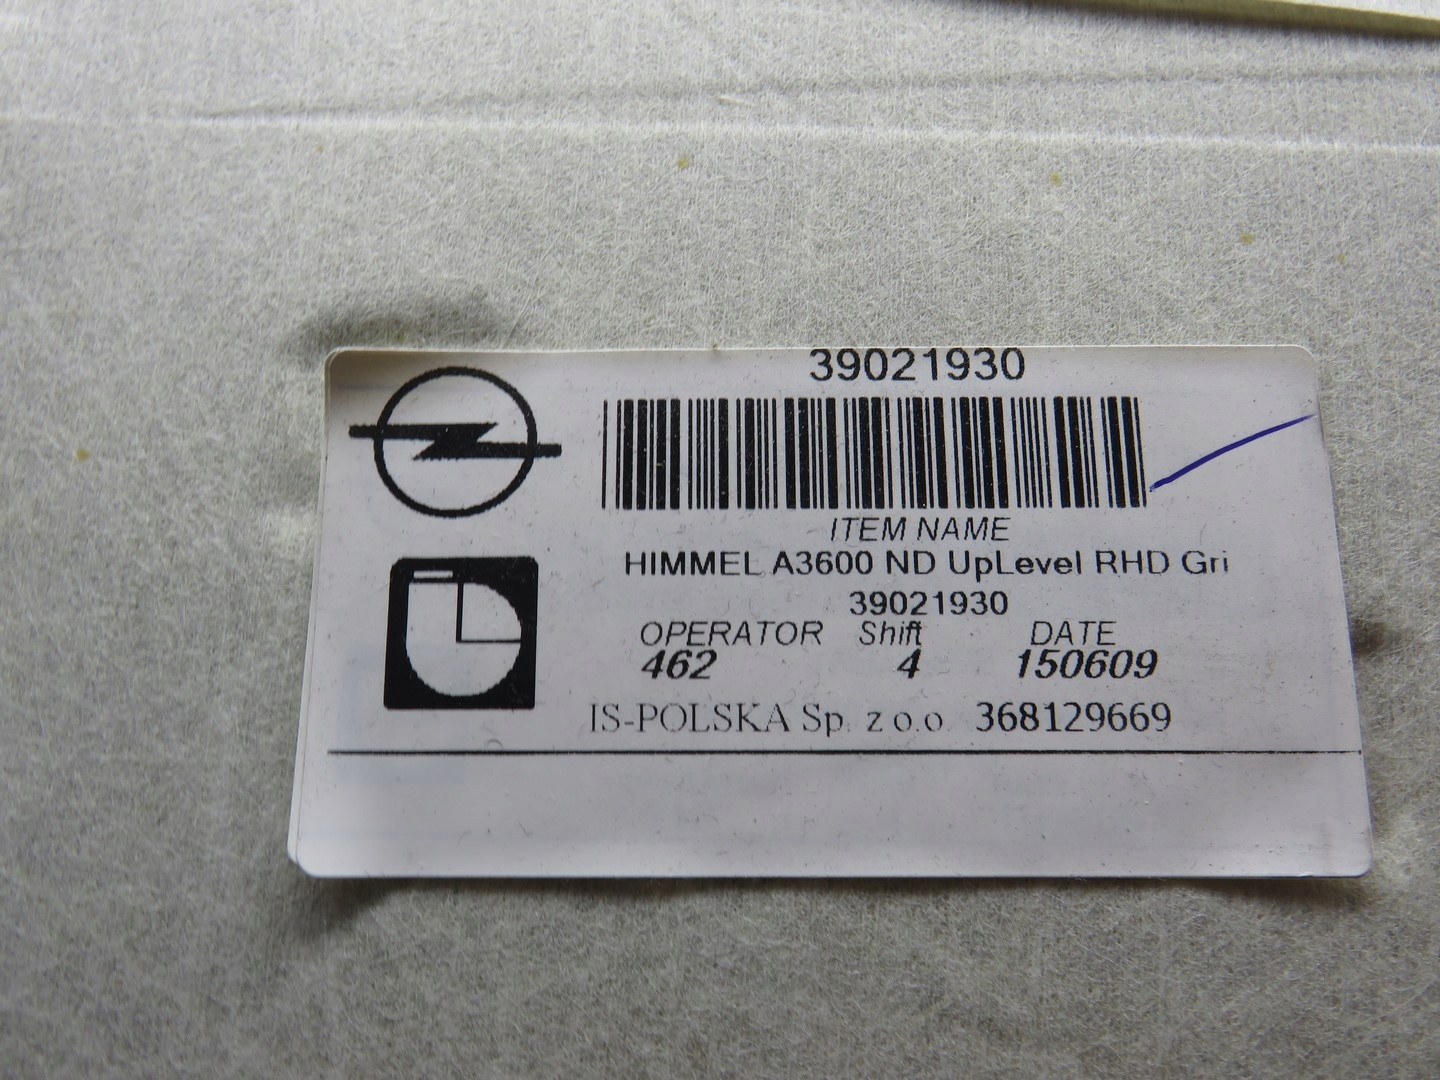 39021930
ITEM NAME
HIMMEL A3600 ND UpLevel RHD Gri
39021930
OPERATOR Shift DATE
462 4 150609
IS-POLSKA Sp. z o.o. 368129669